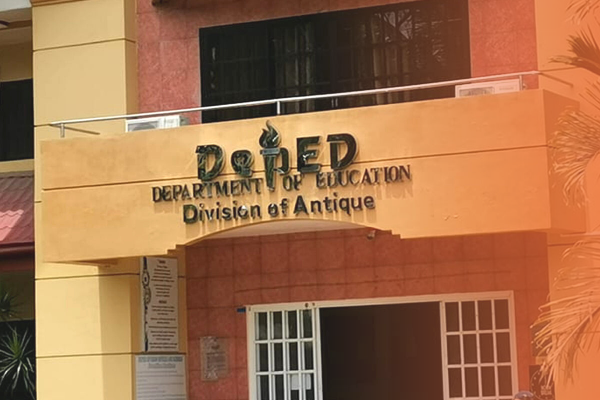 DepED
DEPARTMENT OF EDUCATION
Division of Antique